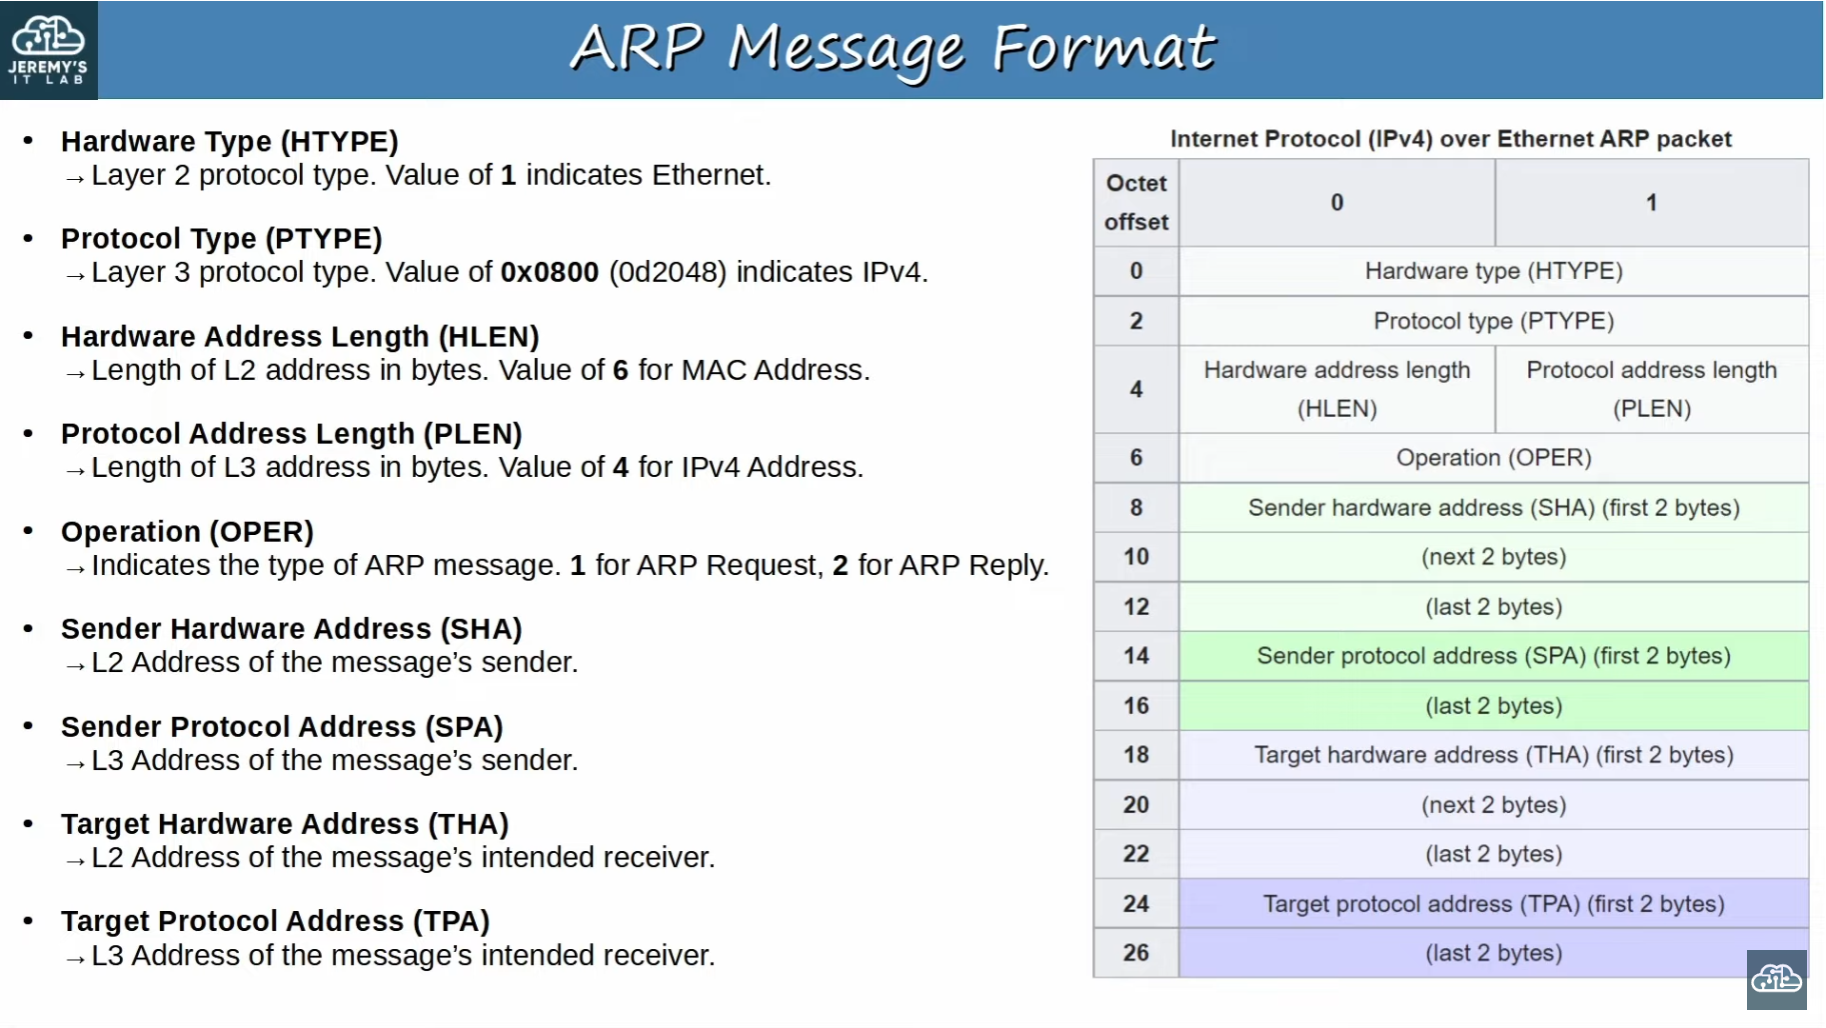 JEREMY'S
IT LAB
ARP Message Format
• Hardware Type (HTYPE)
→Layer 2 protocol type. Value of 1 indicates Ethernet.
• Protocol Type (PTYPE)
→Layer 3 protocol type. Value of 0x0800 (0d2048) indicates IPv4.
• Hardware Address Length (HLEN)
→Length of L2 address in bytes. Value of 6 for MAC Address.
• Protocol Address Length (PLEN)
→Length of L3 address in bytes. Value of 4 for IPv4 Address.
• Operation (OPER)
→Indicates the type of ARP message. 1 for ARP Request, 2 for ARP Reply.
• Sender Hardware Address (SHA)
→L2 Address of the message’s sender.
• Sender Protocol Address (SPA)
→L3 Address of the message’s sender.
• Target Hardware Address (THA)
→L2 Address of the message’s intended receiver.
• Target Protocol Address (TPA)
→L3 Address of the message’s intended receiver.
Internet Protocol (IPv4) over Ethernet ARP packet
Octet
offset
0 1
0 Hardware type (HTYPE)
2 Protocol type (PTYPE)
4 Hardware address length Protocol address length
(HLEN) (PLEN)
6 Operation (OPER)
8 Sender hardware address (SHA) (first 2 bytes)
10 (next 2 bytes)
12 (last 2 bytes)
14 Sender protocol address (SPA) (first 2 bytes)
16 (last 2 bytes)
18 Target hardware address (THA) (first 2 bytes)
20 (next 2 bytes)
22 (last 2 bytes)
24 Target protocol address (TPA) (first 2 bytes)
26 (last 2 bytes)